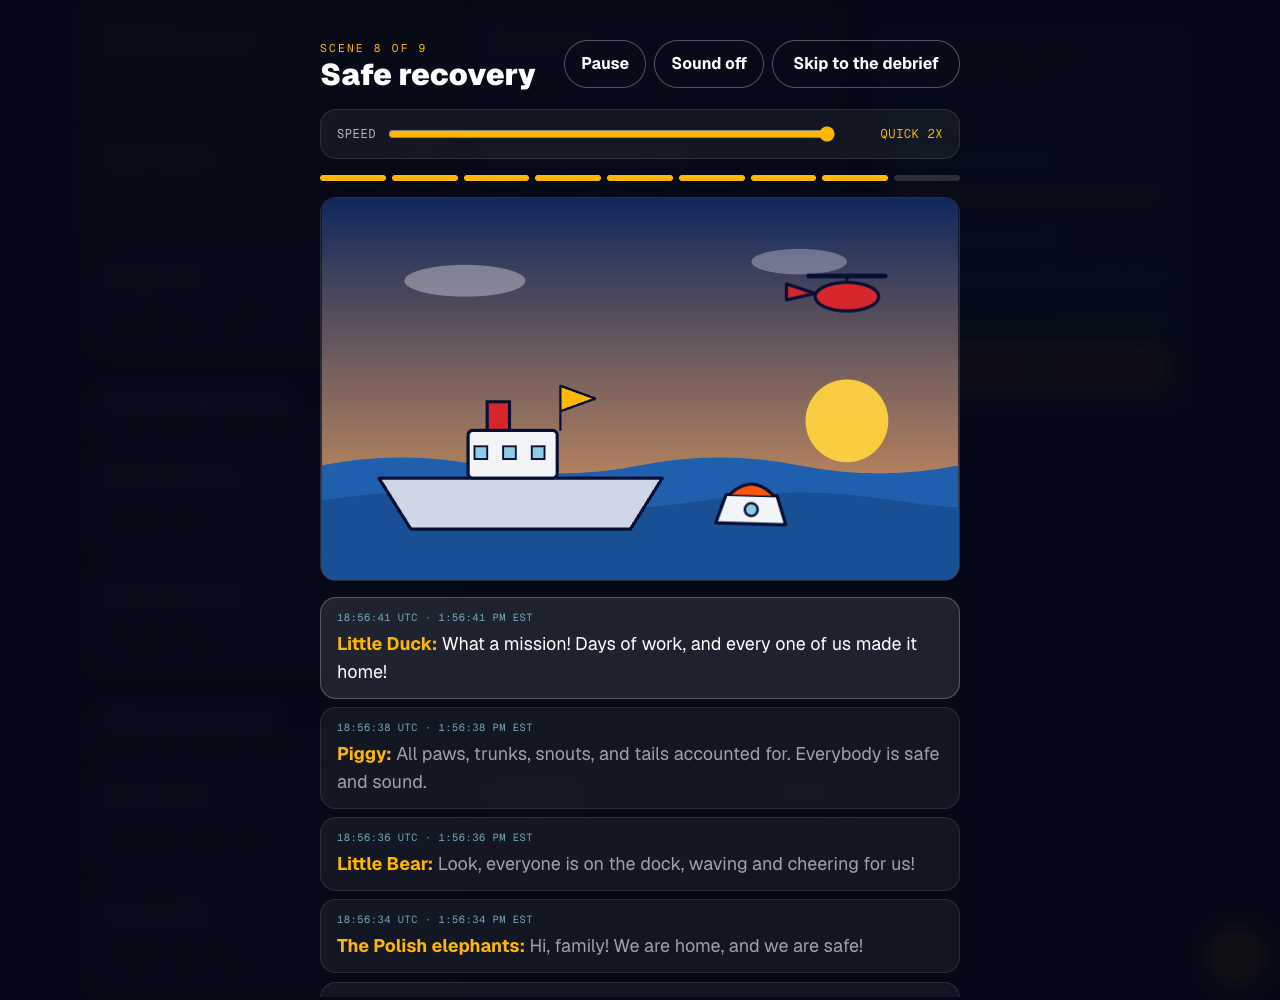 SCENE 8 OF 9
Safe recovery
Pause
Sound off
Skip to the debrief
SPEED
QUICK 2X
18:56:41 UTC · 1:56:41 PM EST
Little Duck: What a mission! Days of work, and every one of us made it
home!
18:56:38 UTC · 1:56:38 PM EST
Piggy: All paws, trunks, snouts, and tails accounted for. Everybody is safe
and sound.
18:56:36 UTC · 1:56:36 PM EST
Little Bear: Look, everyone is on the dock, waving and cheering for us!
18:56:34 UTC · 1:56:34 PM EST
The Polish elephants: Hi, family! We are home, and we are safe!